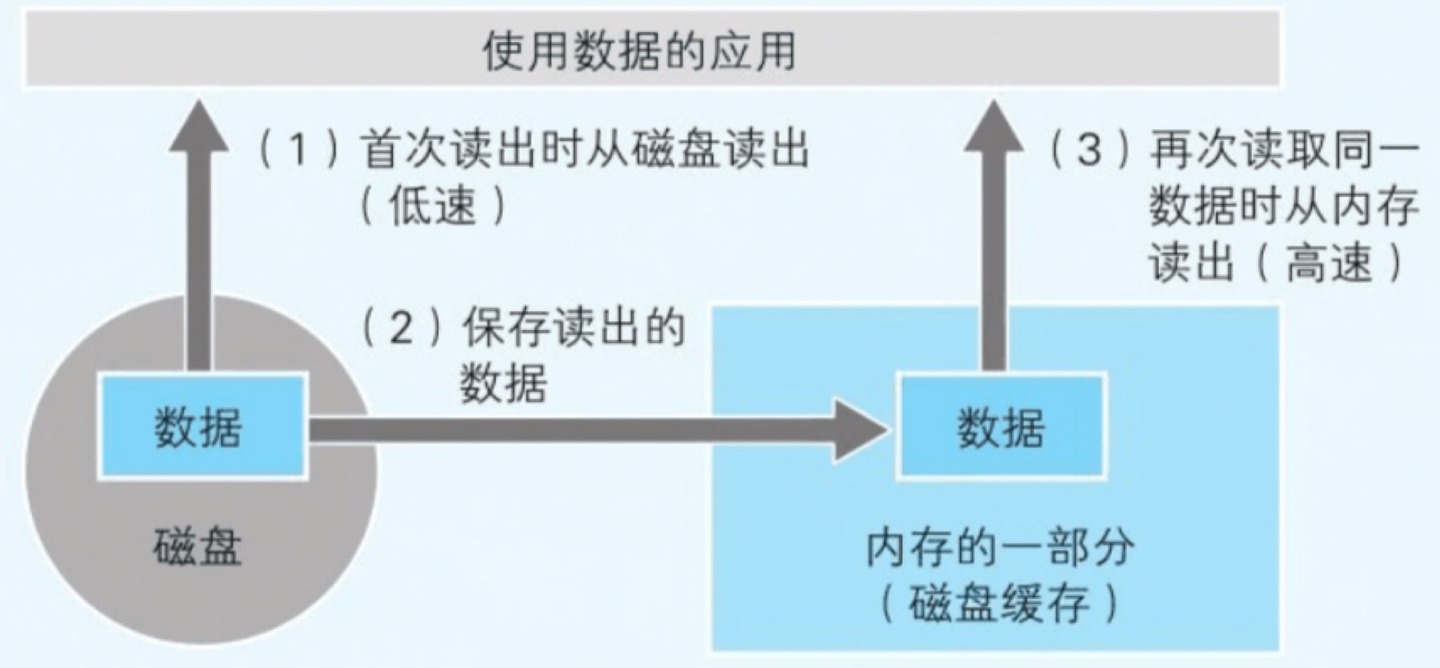 使用数据的应用
（1）首次读出时从磁盘读出
（低速）
（2）保存读出的
数据
（3）再次读取同一
数据时从内存
读出（高速）
数据
磁盘
数据
内存的一部分
（磁盘缓存）